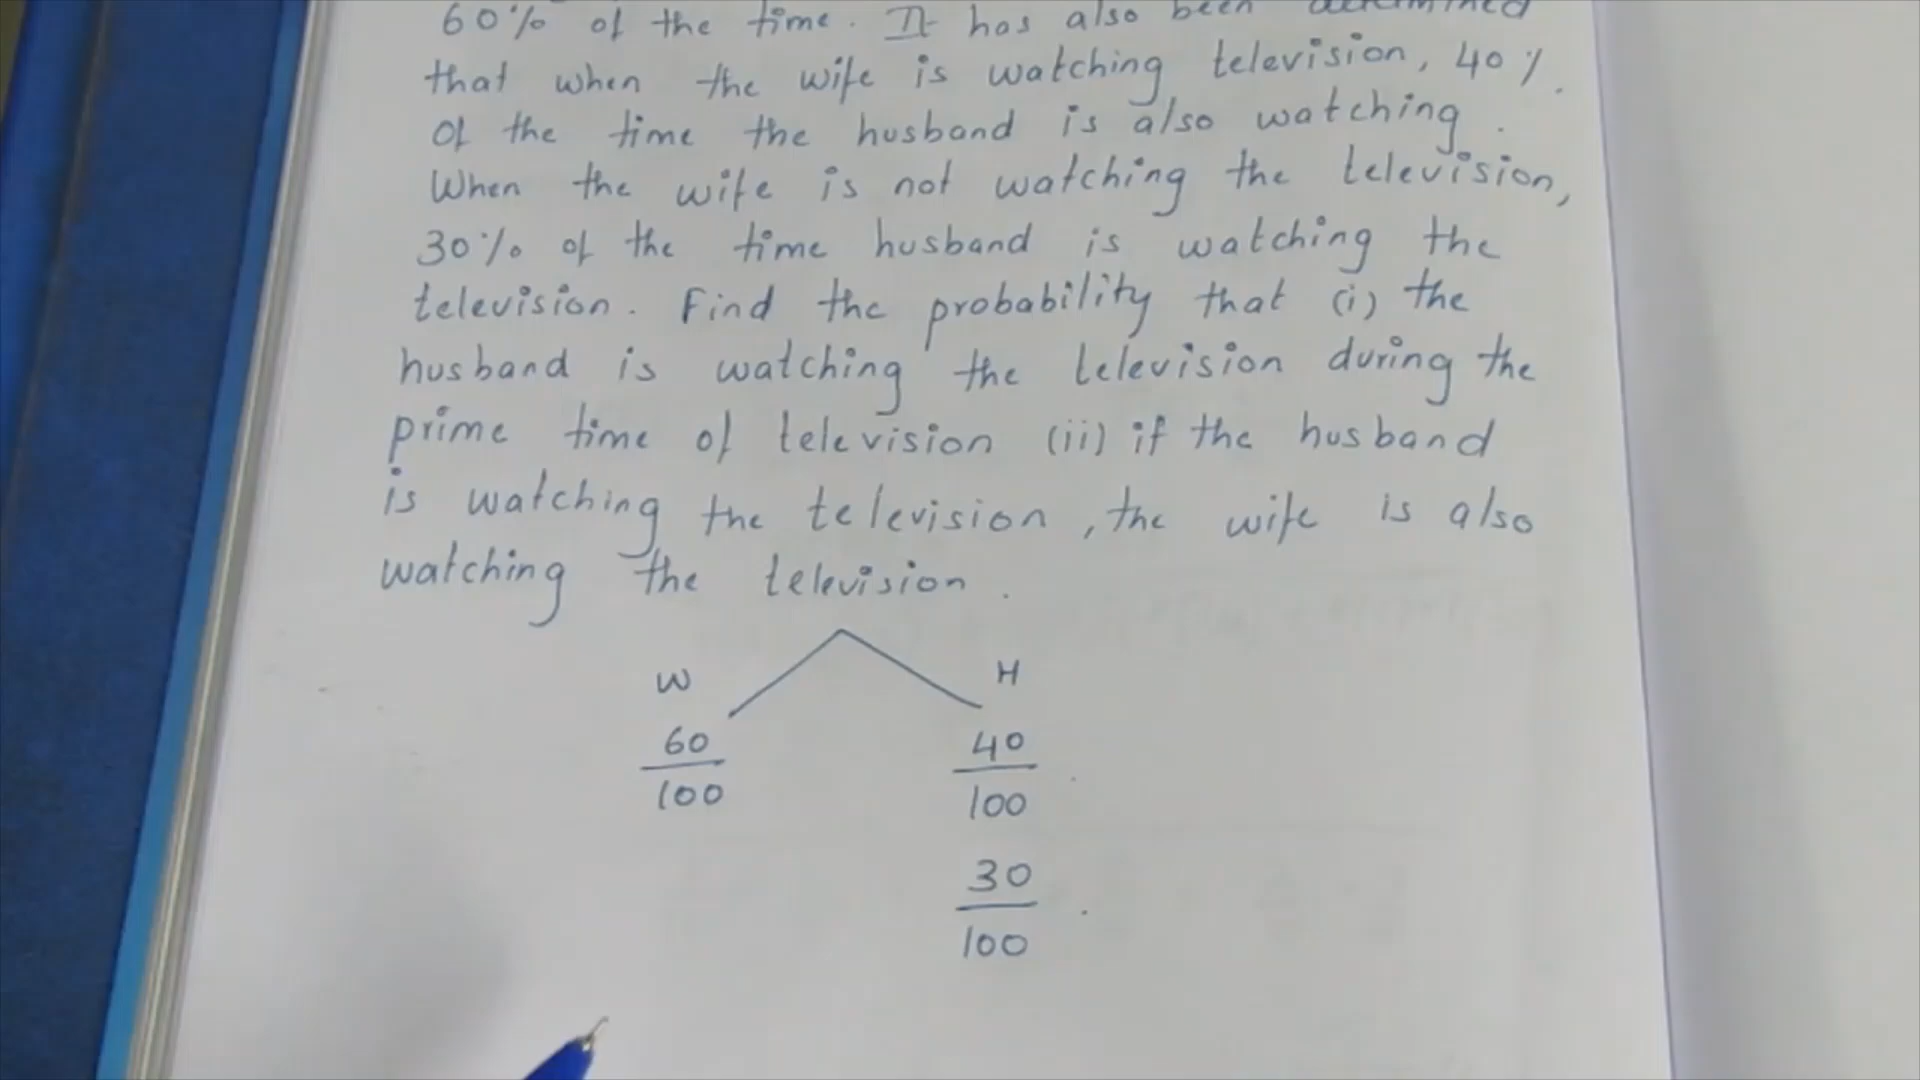 60% of the time. It has also been determined
that when the wife is watching television, 40%
of the time the husband is also watching.
When the wife is not watching the television,
30% of the time husband is watching the
television. Find the probability that (i) the
husband is watching the television during the
prime time of television (ii) if the husband
is watching the television, the wife is also
watching the television.
W H
60/100 40/100
30/100